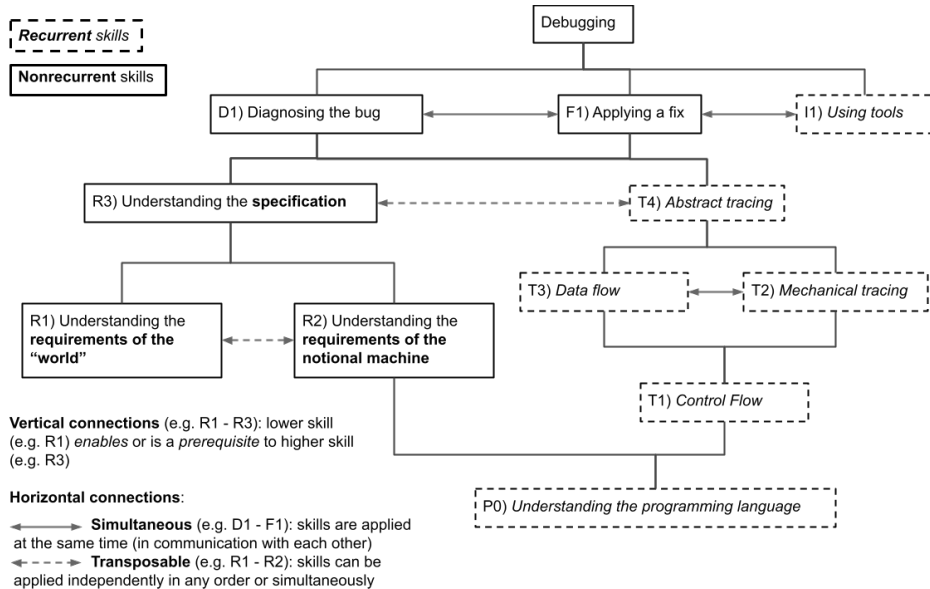 Debugging
Recurrent skills
Nonrecurrent skills
D1) Diagnosing the bug
F1) Applying a fix
I1) Using tools
R3) Understanding the specification
T4) Abstract tracing
T3) Data flow
T2) Mechanical tracing
R1) Understanding the
requirements of the
“world”
R2) Understanding the
requirements of the
notional machine
T1) Control Flow
P0) Understanding the programming language
Vertical connections (e.g. R1 - R3): lower skill
(e.g. R1) enables or is a prerequisite to higher skill
(e.g. R3)
Horizontal connections:
Simultaneous (e.g. D1 - F1): skills are applied
at the same time (in communication with each other)
Transposable (e.g. R1 - R2): skills can be
applied independently in any order or simultaneously